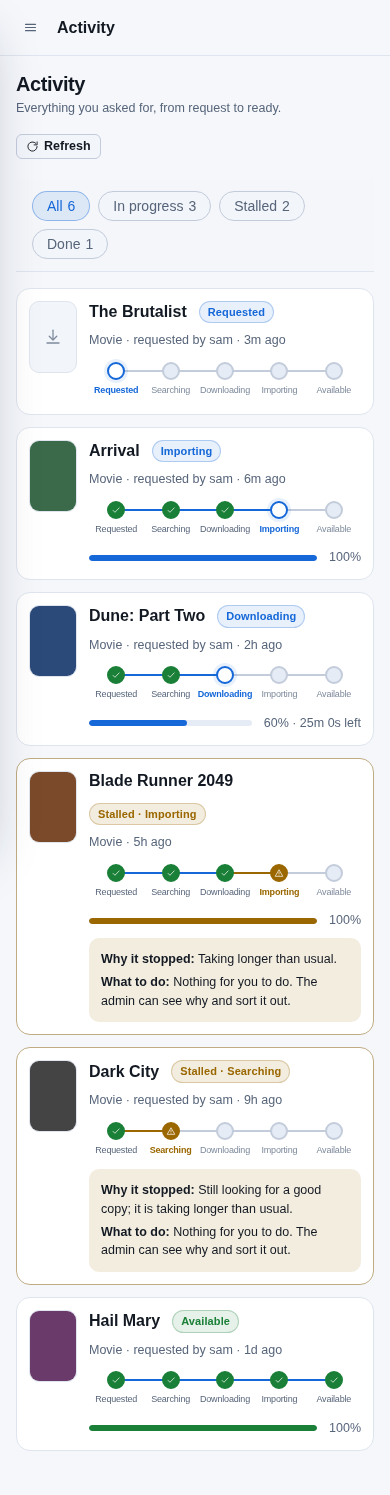 Activity
Activity
Everything you asked for, from request to ready.
Refresh
All 6
In progress 3
Stalled 2
Done 1
The Brutalist
Requested
Movie · requested by sam · 3m ago
Requested Searching Downloading Importing Available
Arrival
Importing
Movie · requested by sam · 6m ago
Requested Searching Downloading Importing Available
100%
Dune: Part Two
Downloading
Movie · requested by sam · 2h ago
Requested Searching Downloading Importing Available
60% · 25m 0s left
Blade Runner 2049
Stalled · Importing
Movie · 5h ago
Requested Searching Downloading Importing Available
100%
Why it stopped: Taking longer than usual.
What to do: Nothing for you to do. The
admin can see why and sort it out.
Dark City
Stalled · Searching
Movie · requested by sam · 9h ago
Requested Searching Downloading Importing Available
Why it stopped: Still looking for a good
copy; it is taking longer than usual.
What to do: Nothing for you to do. The
admin can see why and sort it out.
Hail Mary
Available
Movie · requested by sam · 1d ago
Requested Searching Downloading Importing Available
100%